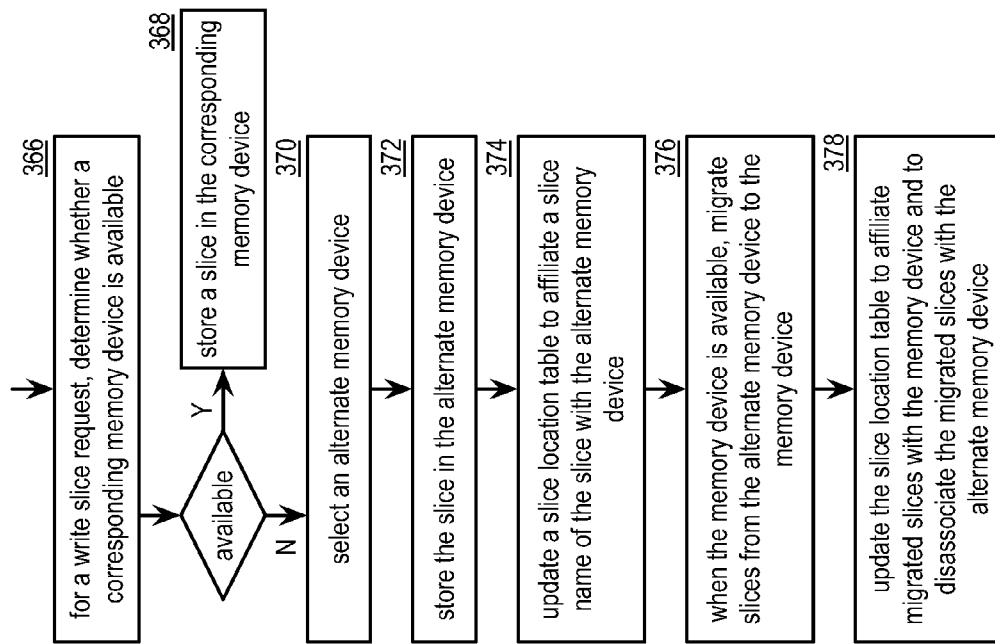 366
for a write slice request, determine whether a
corresponding memory device is available
available
Y
N
368
store a slice in the corresponding
memory device
370
select an alternate memory device
372
store the slice in the alternate memory device
374
update a slice location table to affiliate a slice
name of the slice with the alternate memory
device
376
when the memory device is available, migrate
slices from the alternate memory device to the
memory device
378
update the slice location table to affiliate
migrated slices with the memory device and to
disassociate the migrated slices with the
alternate memory device